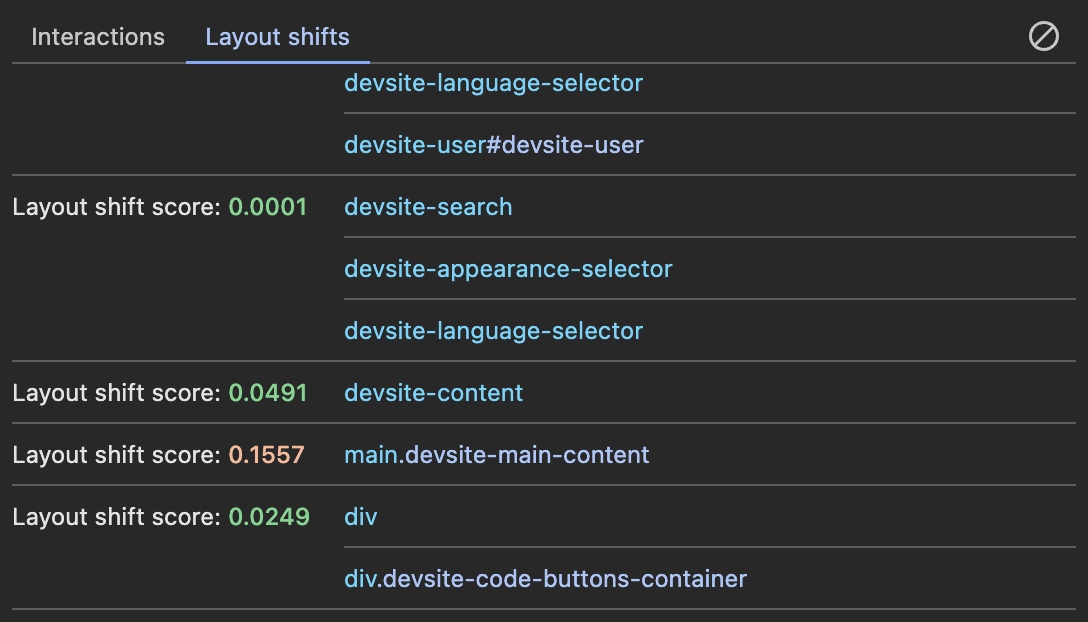 Interactions Layout shifts
devsite-language-selector
devsite-user#devsite-user
Layout shift score: 0.0001 devsite-search
devsite-appearance-selector
devsite-language-selector
Layout shift score: 0.0491 devsite-content
Layout shift score: 0.1557 main.devsite-main-content
Layout shift score: 0.0249 div
div.devsite-code-buttons-container